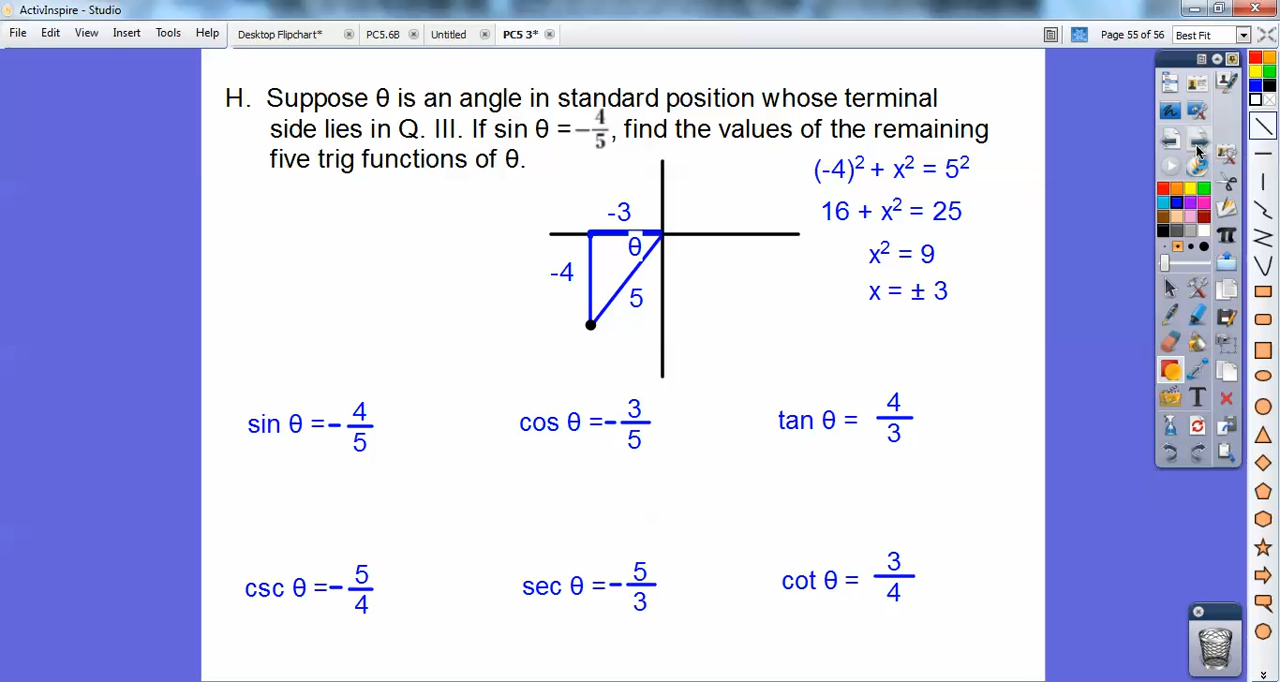 ActivInspire - Studio
File Edit View Insert Tools Help Desktop Flipchart* PC5.6B Untitled PC5 3* Page 55 of 56 Best Fit
H. Suppose θ is an angle in standard position whose terminal
side lies in Q. III. If sin θ = -4/5, find the values of the remaining
five trig functions of θ.
(-4)² + x² = 5²
16 + x² = 25
x² = 9
x = ± 3
-3
θ
-4
5
sin θ = -4/5 cos θ = -3/5 tan θ = 4/3
csc θ = -5/4 sec θ = -5/3 cot θ = 3/4